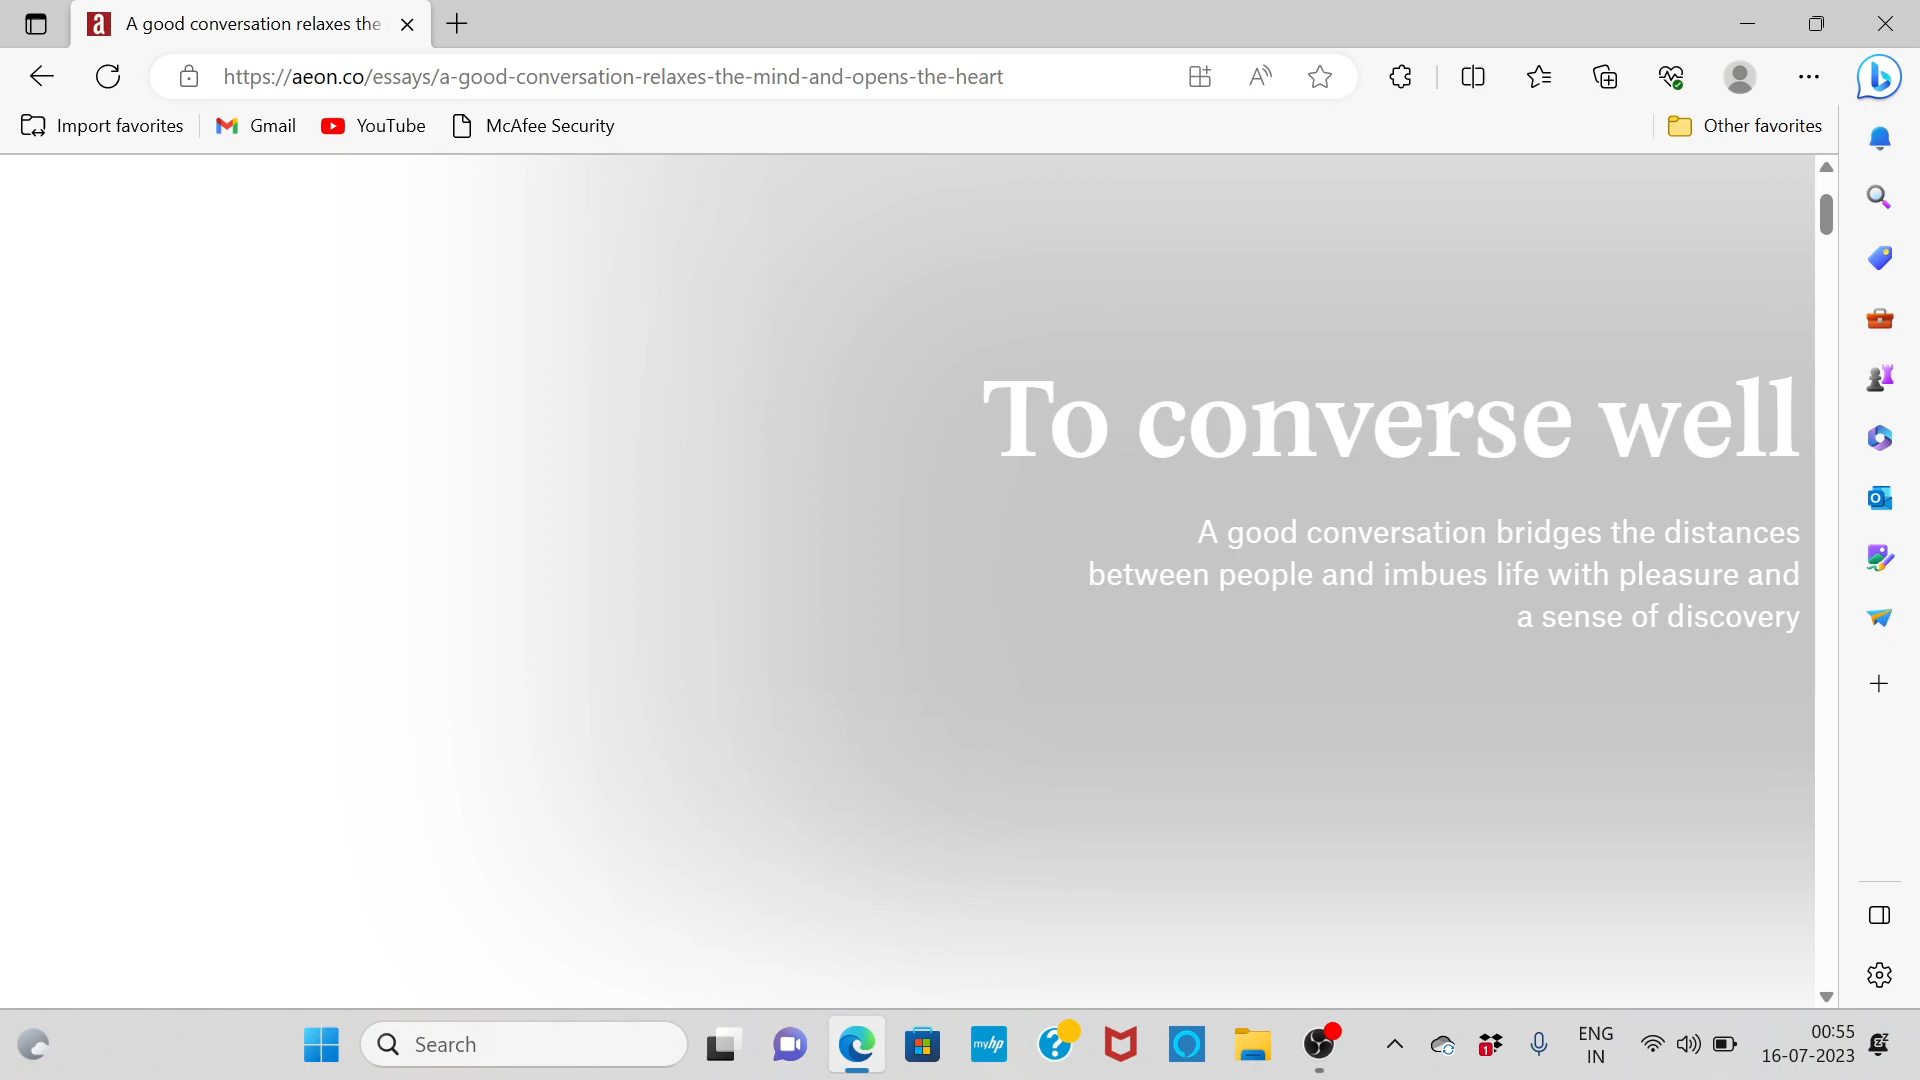 A good conversation relaxes the
https://aeon.co/essays/a-good-conversation-relaxes-the-mind-and-opens-the-heart
Import favorites
Gmail
YouTube
McAfee Security
Other favorites
To converse well
A good conversation bridges the distances
between people and imbues life with pleasure and
a sense of discovery
Search
myhp
1
ENG
IN
00:55
16-07-2023